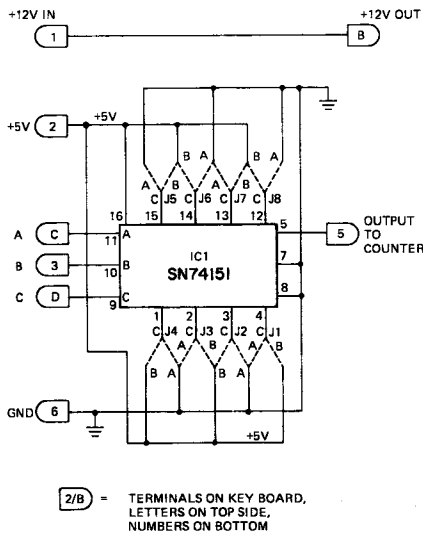 +12V IN +12V OUT
1 B
+5V 2 +5V
A B A B A
A B A B
C J5 C J6 C J7 C J8
16 15 14 13 12
A C 11 A 5 5 OUTPUT TO COUNTER
IC1
B 3 10 B SN74151 7
C D 9 C 8
1 2 3 4
C J4 C J3 C J2 C J1
A B A B
B A B A
GND 6 +5V
2/B = TERMINALS ON KEY BOARD,
LETTERS ON TOP SIDE,
NUMBERS ON BOTTOM